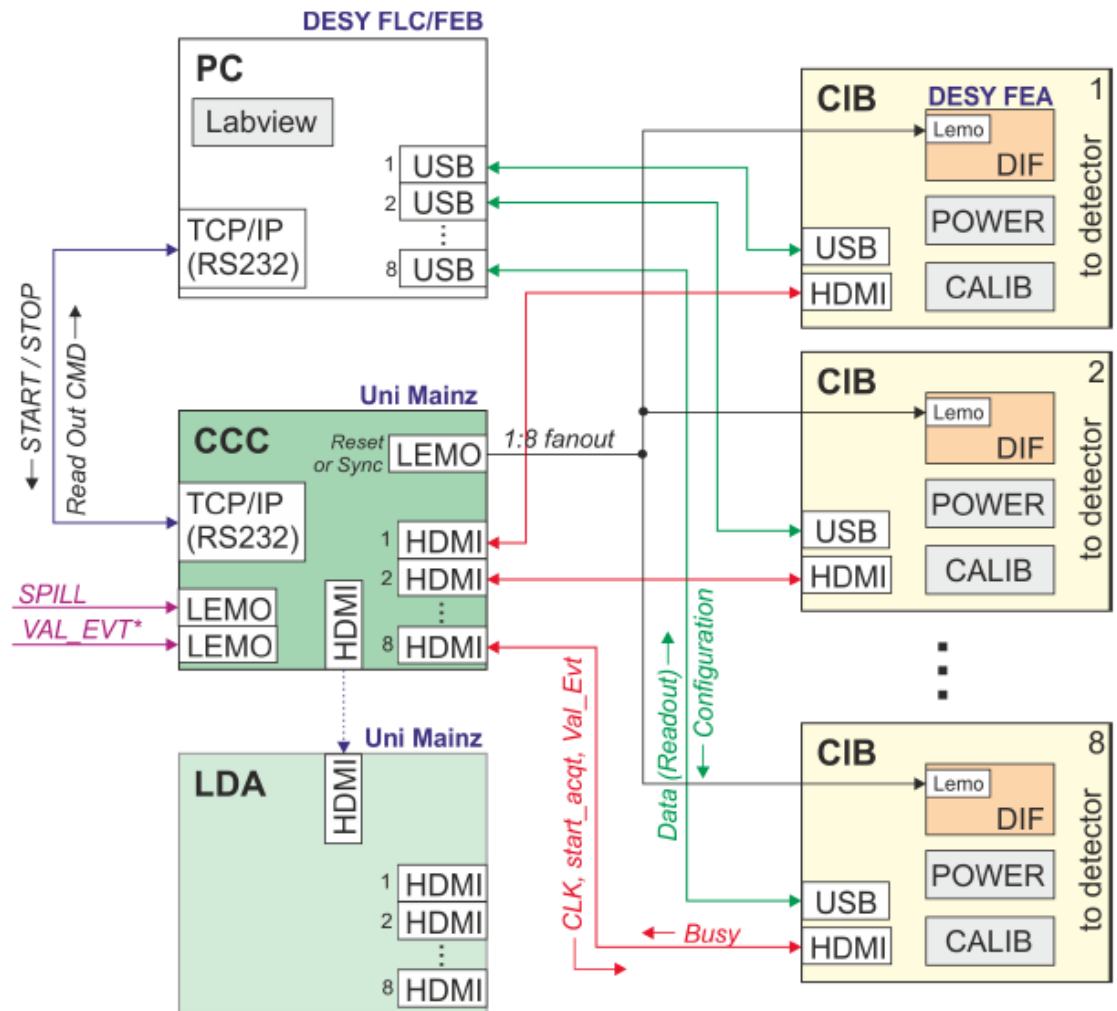 DESY FLC/FEB
PC
Labview
1 USB
2 USB
8 USB
TCP/IP
(RS232)
← START / STOP
Read Out CMD →
Uni Mainz
CCC
Reset
or Sync
LEMO
1:8 fanout
TCP/IP
(RS232)
1 HDMI
2 HDMI
8 HDMI
SPILL
LEMO
VAL_EVT*
LEMO
HDMI
Uni Mainz
LDA
HDMI
1 HDMI
2 HDMI
8 HDMI
CLK, start_acqt, Val_Evt
← Busy
Data (Readout) →
← Configuration
CIB
1
DESY FEA
Lemo
DIF
POWER
USB
HDMI
CALIB
to detector
CIB
2
Lemo
DIF
POWER
USB
HDMI
CALIB
to detector
CIB
8
Lemo
DIF
POWER
USB
HDMI
CALIB
to detector